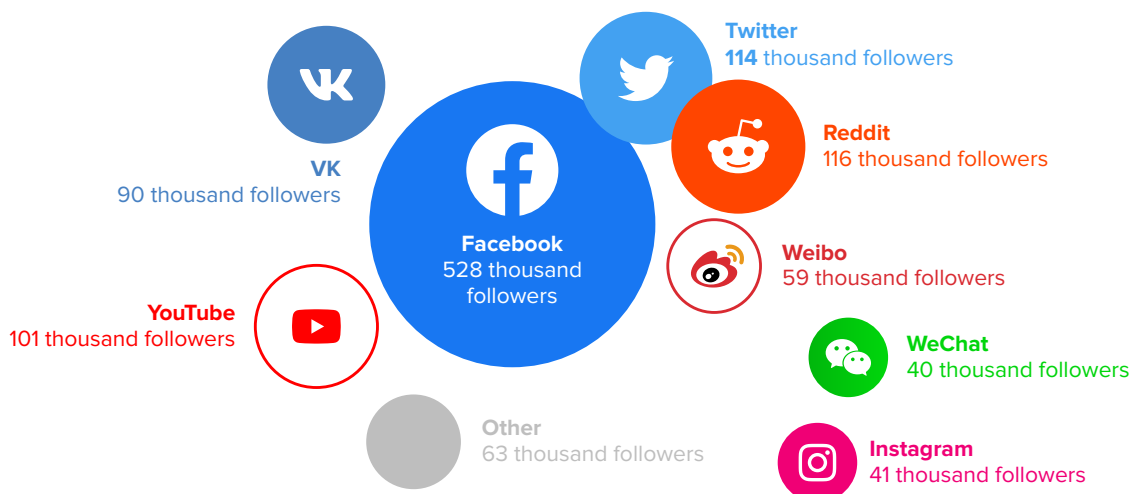 Twitter
114 thousand followers
Reddit
116 thousand followers
VK
90 thousand followers
Facebook
528 thousand
followers
Weibo
59 thousand followers
YouTube
101 thousand followers
WeChat
40 thousand followers
Other
63 thousand followers
Instagram
41 thousand followers